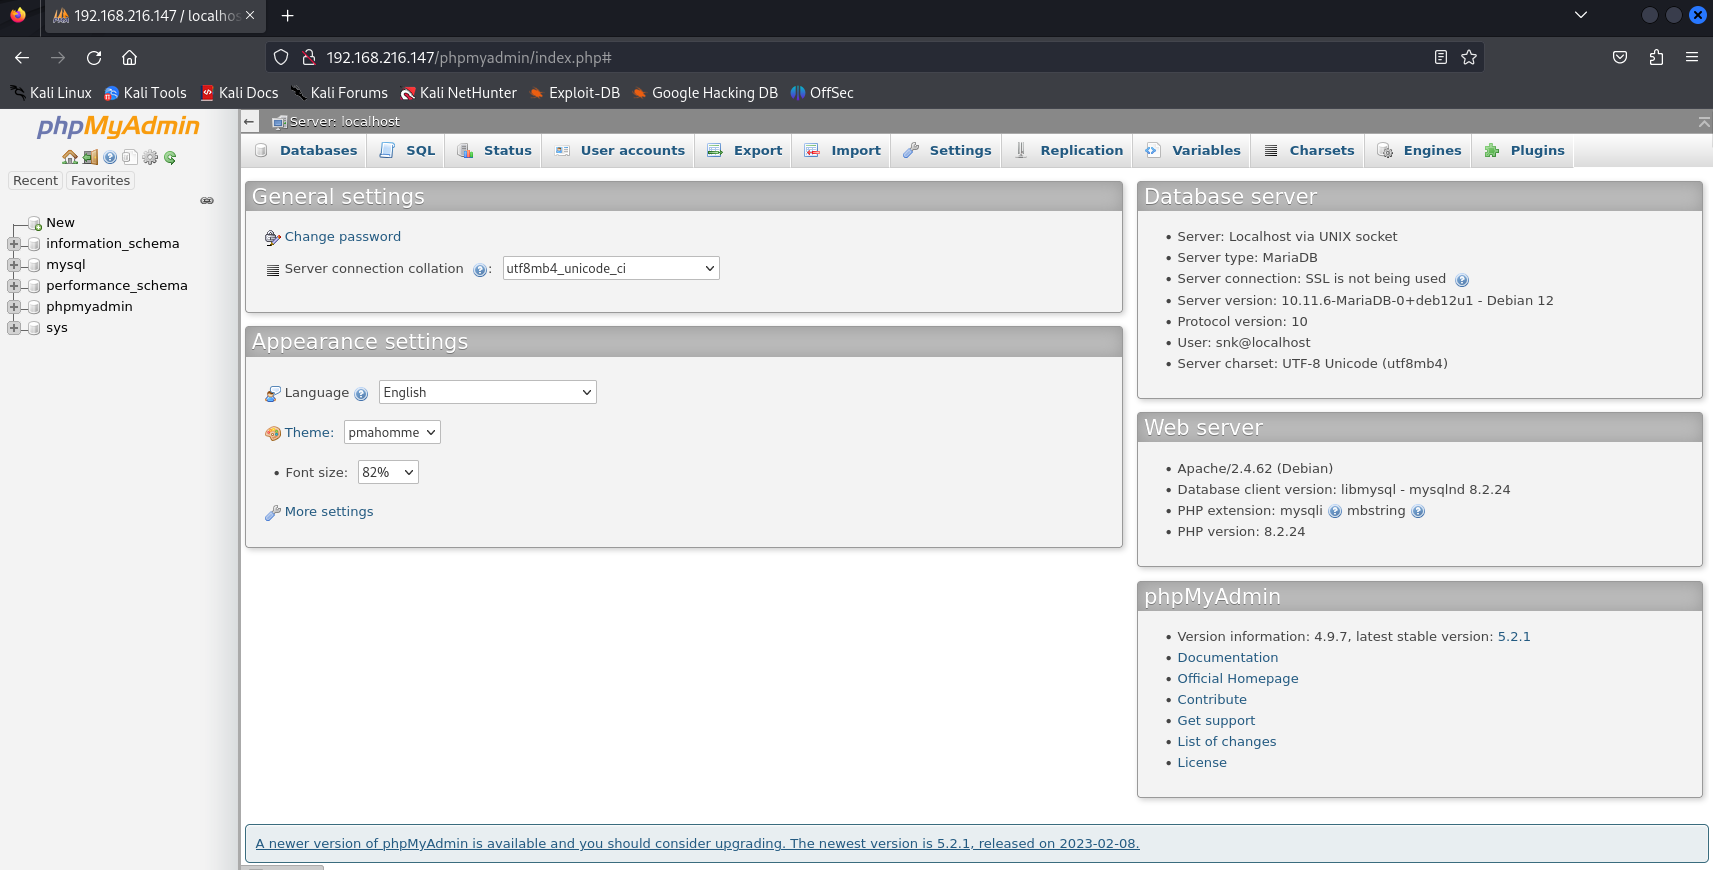 192.168.216.147 / localhos
192.168.216.147/phpmyadmin/index.php#
Kali Linux Kali Tools Kali Docs Kali Forums Kali NetHunter Exploit-DB Google Hacking DB OffSec
phpMyAdmin
Recent Favorites
New
information_schema
mysql
performance_schema
phpmyadmin
sys
Server: localhost
Databases SQL Status User accounts Export Import Settings Replication Variables Charsets Engines Plugins
General settings
Change password
Server connection collation : utf8mb4_unicode_ci
Appearance settings
Language English
Theme: pmahomme
• Font size: 82%
More settings
Database server
• Server: Localhost via UNIX socket
• Server type: MariaDB
• Server connection: SSL is not being used
• Server version: 10.11.6-MariaDB-0+deb12u1 - Debian 12
• Protocol version: 10
• User: snk@localhost
• Server charset: UTF-8 Unicode (utf8mb4)
Web server
• Apache/2.4.62 (Debian)
• Database client version: libmysql - mysqlnd 8.2.24
• PHP extension: mysqli mbstring
• PHP version: 8.2.24
phpMyAdmin
• Version information: 4.9.7, latest stable version: 5.2.1
• Documentation
• Official Homepage
• Contribute
• Get support
• List of changes
• License
A newer version of phpMyAdmin is available and you should consider upgrading. The newest version is 5.2.1, released on 2023-02-08.